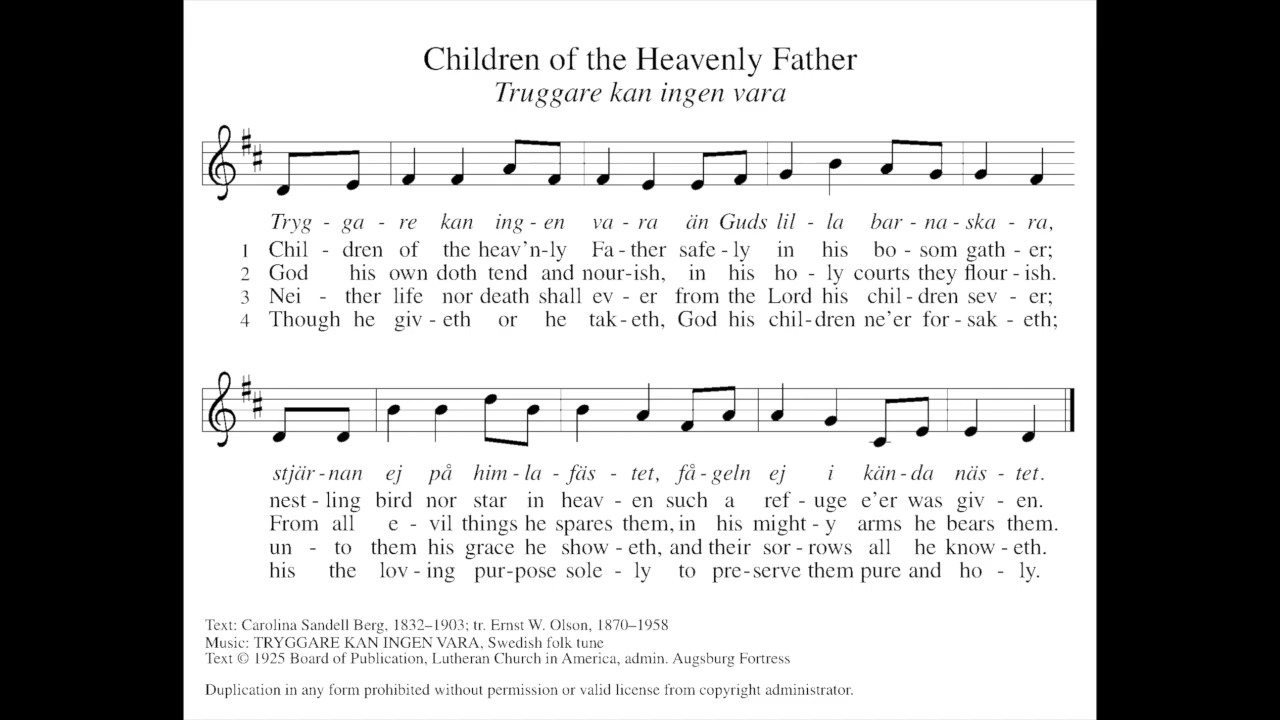 Children of the Heavenly Father
Truggare kan ingen vara
Tryg - ga - re kan ing - en va - ra än Guds lil - la bar - na - ska - ra,
1 Chil - dren of the heav'n-ly Fa - ther safe - ly in his bo - som gath - er;
2 God his own doth tend and nour-ish, in his ho - ly courts they flour - ish.
3 Nei - ther life nor death shall ev - er from the Lord his chil - dren sev - er;
4 Though he giv - eth or he tak - eth, God his chil - dren ne'er for - sak - eth;
stjär - nan ej på him - la - fäs - tet, få - geln ej i kän - da näs - tet.
nest - ling bird nor star in heav - en such a ref - uge e'er was giv - en.
From all e - vil things he spares them, in his might - y arms he bears them.
un - to them his grace he show - eth, and their sor - rows all he know - eth.
his the lov - ing pur-pose sole - ly to pre - serve them pure and ho - ly.
Text: Carolina Sandell Berg, 1832–1903; tr. Ernst W. Olson, 1870–1958
Music: TRYGGARE KAN INGEN VARA, Swedish folk tune
Text © 1925 Board of Publication, Lutheran Church in America, admin. Augsburg Fortress
Duplication in any form prohibited without permission or valid license from copyright administrator.